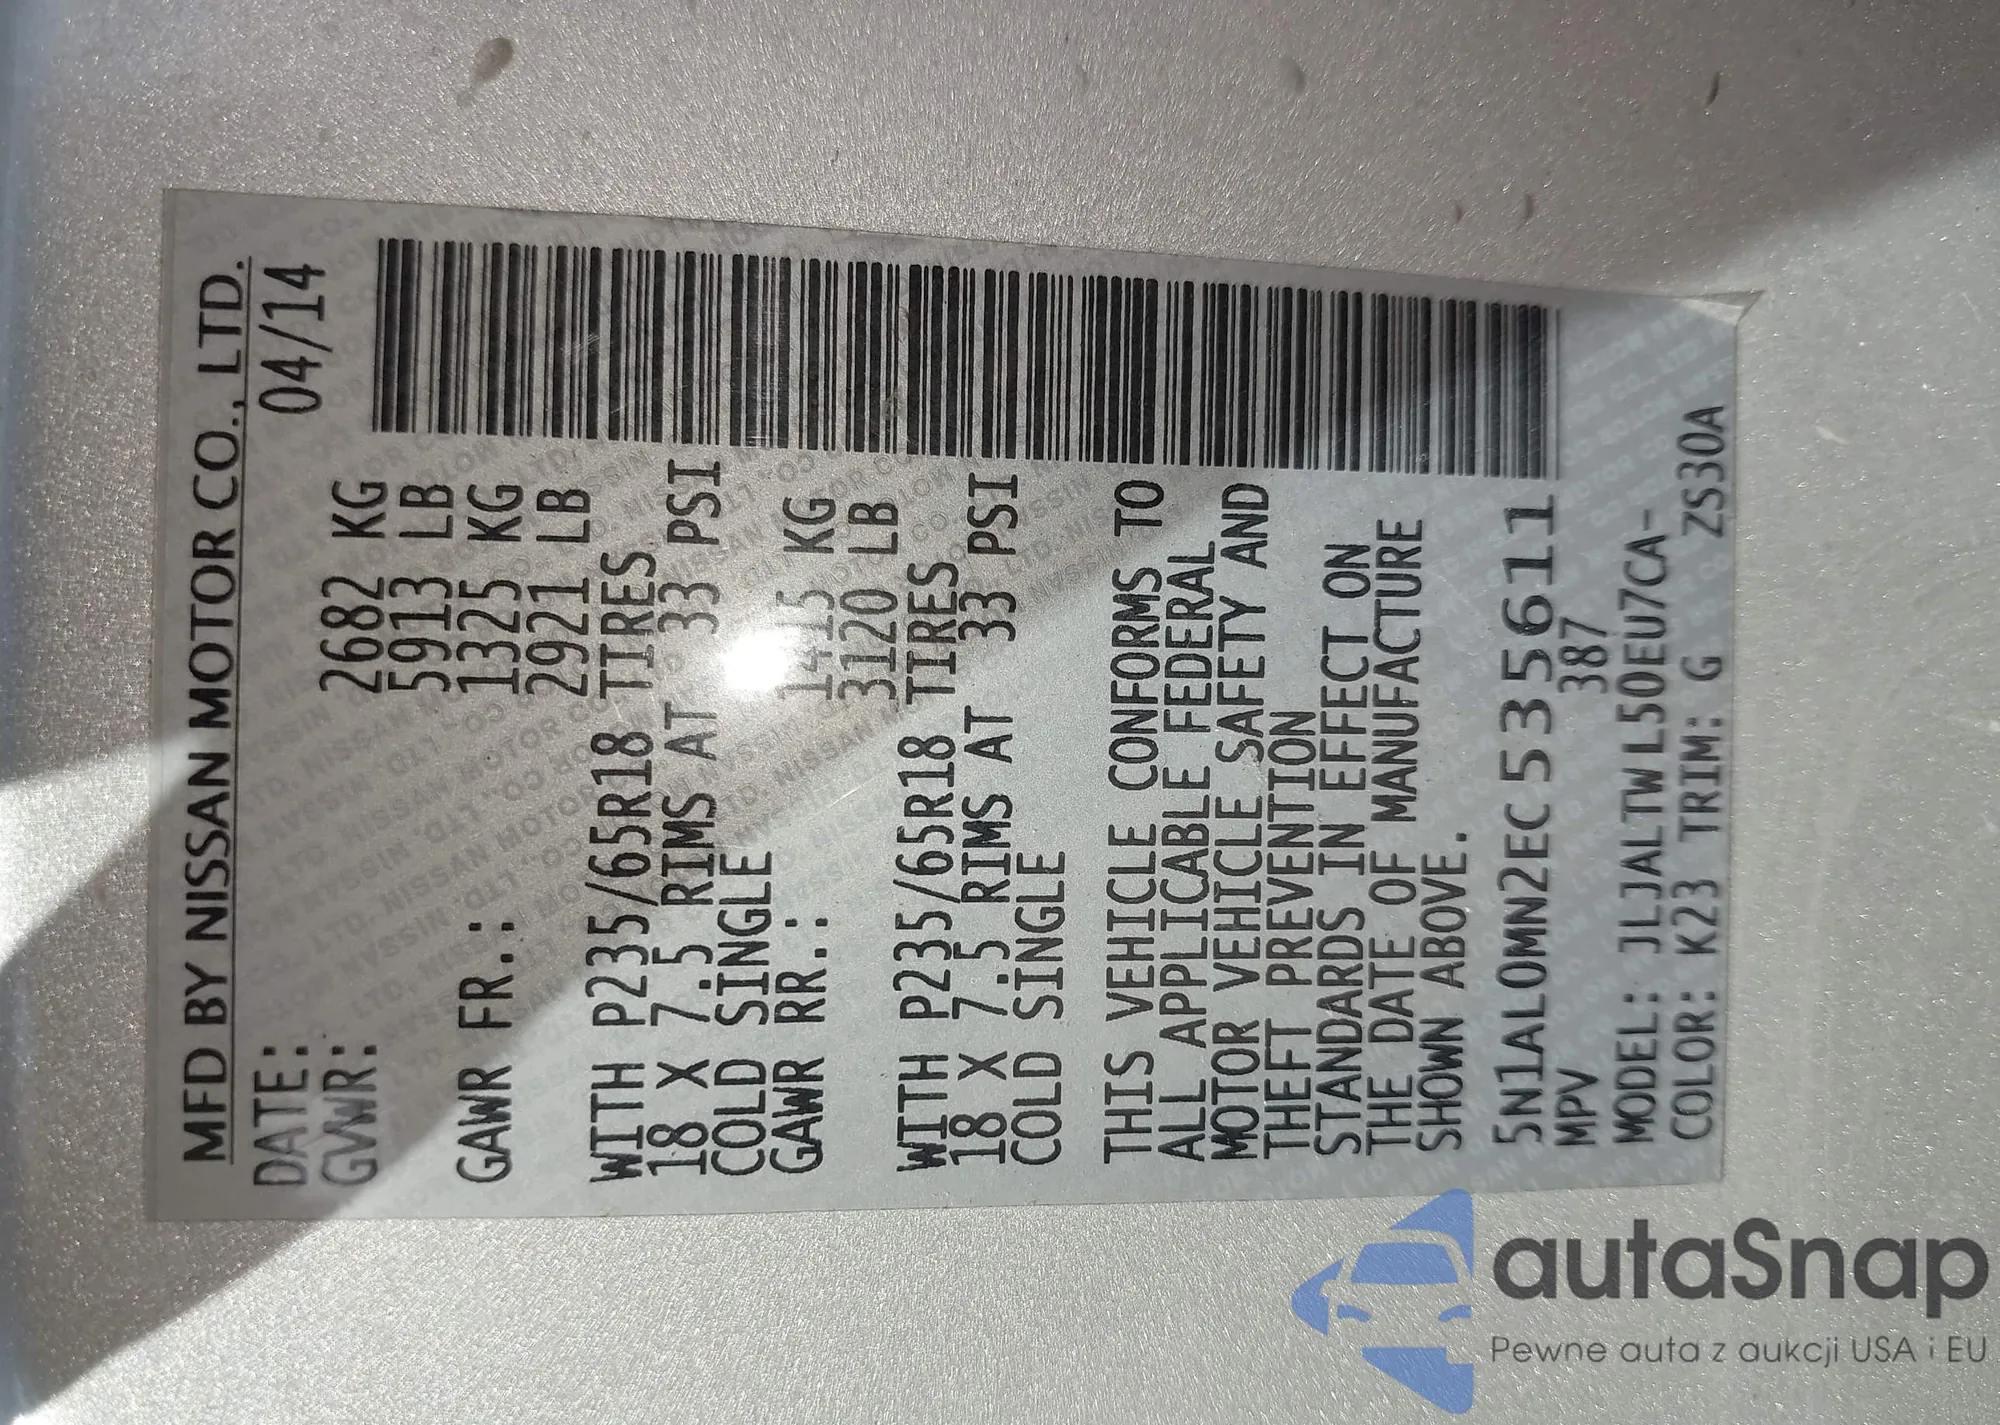 MFD BY NISSAN MOTOR CO., LTD.
DATE: 04/14
GVWR: 2682 KG
5913 LB
GAWR FR.: 1325 KG
2921 LB
WITH P235/65R18 TIRES
18 X 7.5 RIMS AT 33 PSI
COLD SINGLE
GAWR RR.: 1415 KG
3120 LB
WITH P235/65R18 TIRES
18 X 7.5 RIMS AT 33 PSI
COLD SINGLE
THIS VEHICLE CONFORMS TO
ALL APPLICABLE FEDERAL
MOTOR VEHICLE SAFETY AND
THEFT PREVENTION
STANDARDS IN EFFECT ON
THE DATE OF MANUFACTURE
SHOWN ABOVE.
5N1AL0MN2EC535611
MPV 387
MODEL: JLJALTWL50EU7CA-
COLOR: K23 TRIM: G ZS30A
autaSnap
Pewne auta z aukcji USA i EU